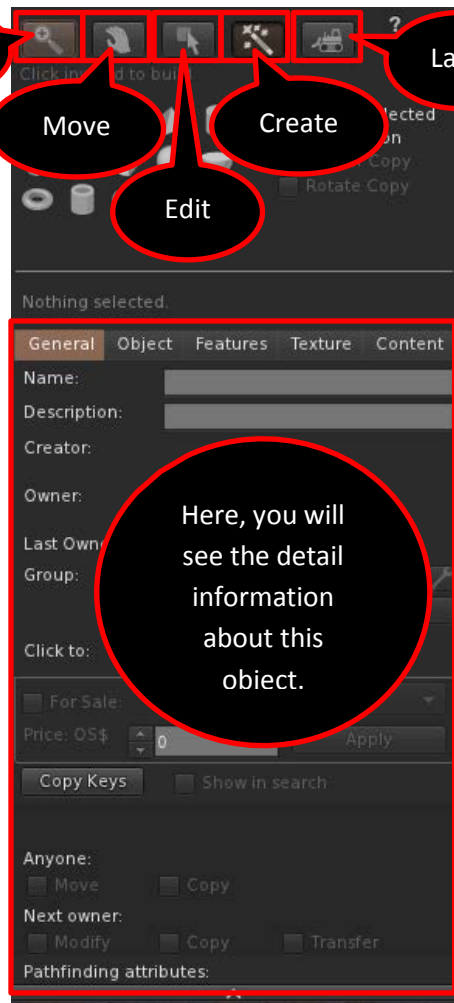 ?
La
Click in d to bui
Move
Create
lected
on
Copy
Rotate Copy
Edit
Nothing selected.
General Object Features Texture Content
Name:
Description:
Creator:
Owner:
Last Own
Group:
Click to:
Here, you will
see the detail
information
about this
object.
For Sale:
Price: OS$ 0 Apply
Copy Keys Show in search
Anyone:
Move Copy
Next owner:
Modify Copy Transfer
Pathfinding attributes: